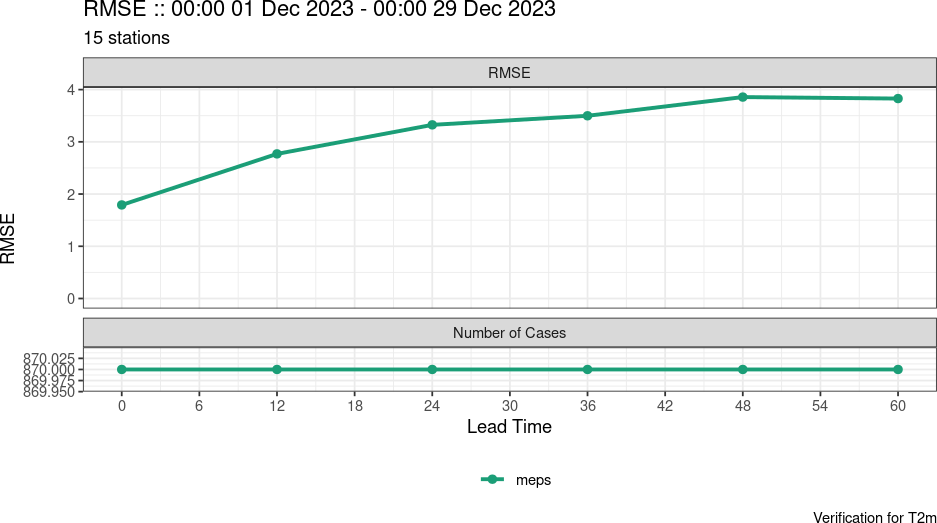 RMSE :: 00:00 01 Dec 2023 - 00:00 29 Dec 2023
15 stations
RMSE
4
3
2
1
0
RMSE
Number of Cases
870.025
870.000
869.975
869.950
0 6 12 18 24 30 36 42 48 54 60
Lead Time
meps
Verification for T2m